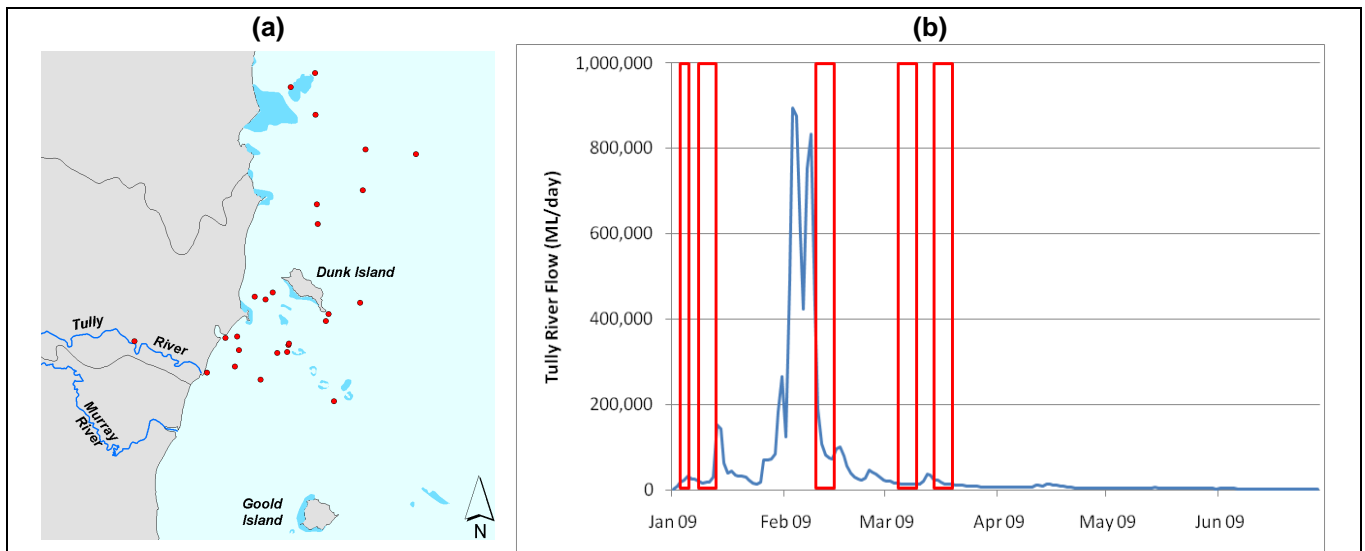 (a)
Dunk Island
Tully
River
Murray
River
Goold
Island
N
(b)
Tully River Flow (ML/day)
1,000,000
800,000
600,000
400,000
200,000
0
Jan 09 Feb 09 Mar 09 Apr 09 May 09 Jun 09